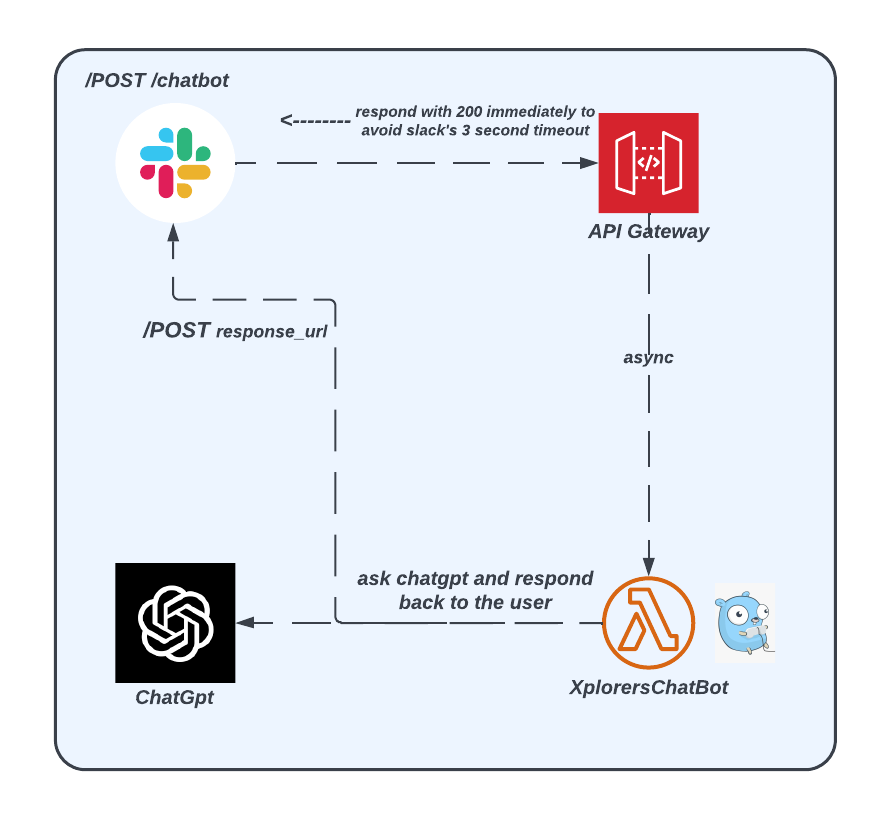 /POST /chatbot
<-------- respond with 200 immediately to
avoid slack's 3 second timeout
API Gateway
/POST response_url
async
ask chatgpt and respond
back to the user
ChatGpt
XplorersChatBot